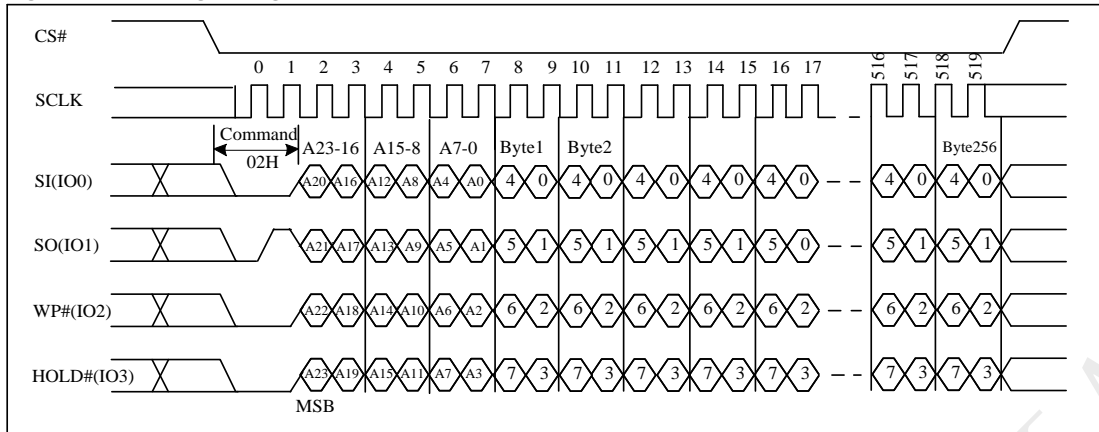 CS#
0 1 2 3 4 5 6 7 8 9 10 11 12 13 14 15 16 17 516 517 518 519
SCLK
Command
02H
A23-16 A15-8 A7-0 Byte1 Byte2 Byte256
SI(IO0) A20 A16 A12 A8 A4 A0 4 0 4 0 4 0 4 0 4 0 4 0 4 0
SO(IO1) A21 A17 A13 A9 A5 A1 5 1 5 1 5 1 5 1 5 0 5 1 5 1
WP#(IO2) A22 A18 A14 A10 A6 A2 6 2 6 2 6 2 6 2 6 2 6 2 6 2
HOLD#(IO3) A23 A19 A15 A11 A7 A3 7 3 7 3 7 3 7 3 7 3 7 3 7 3
MSB